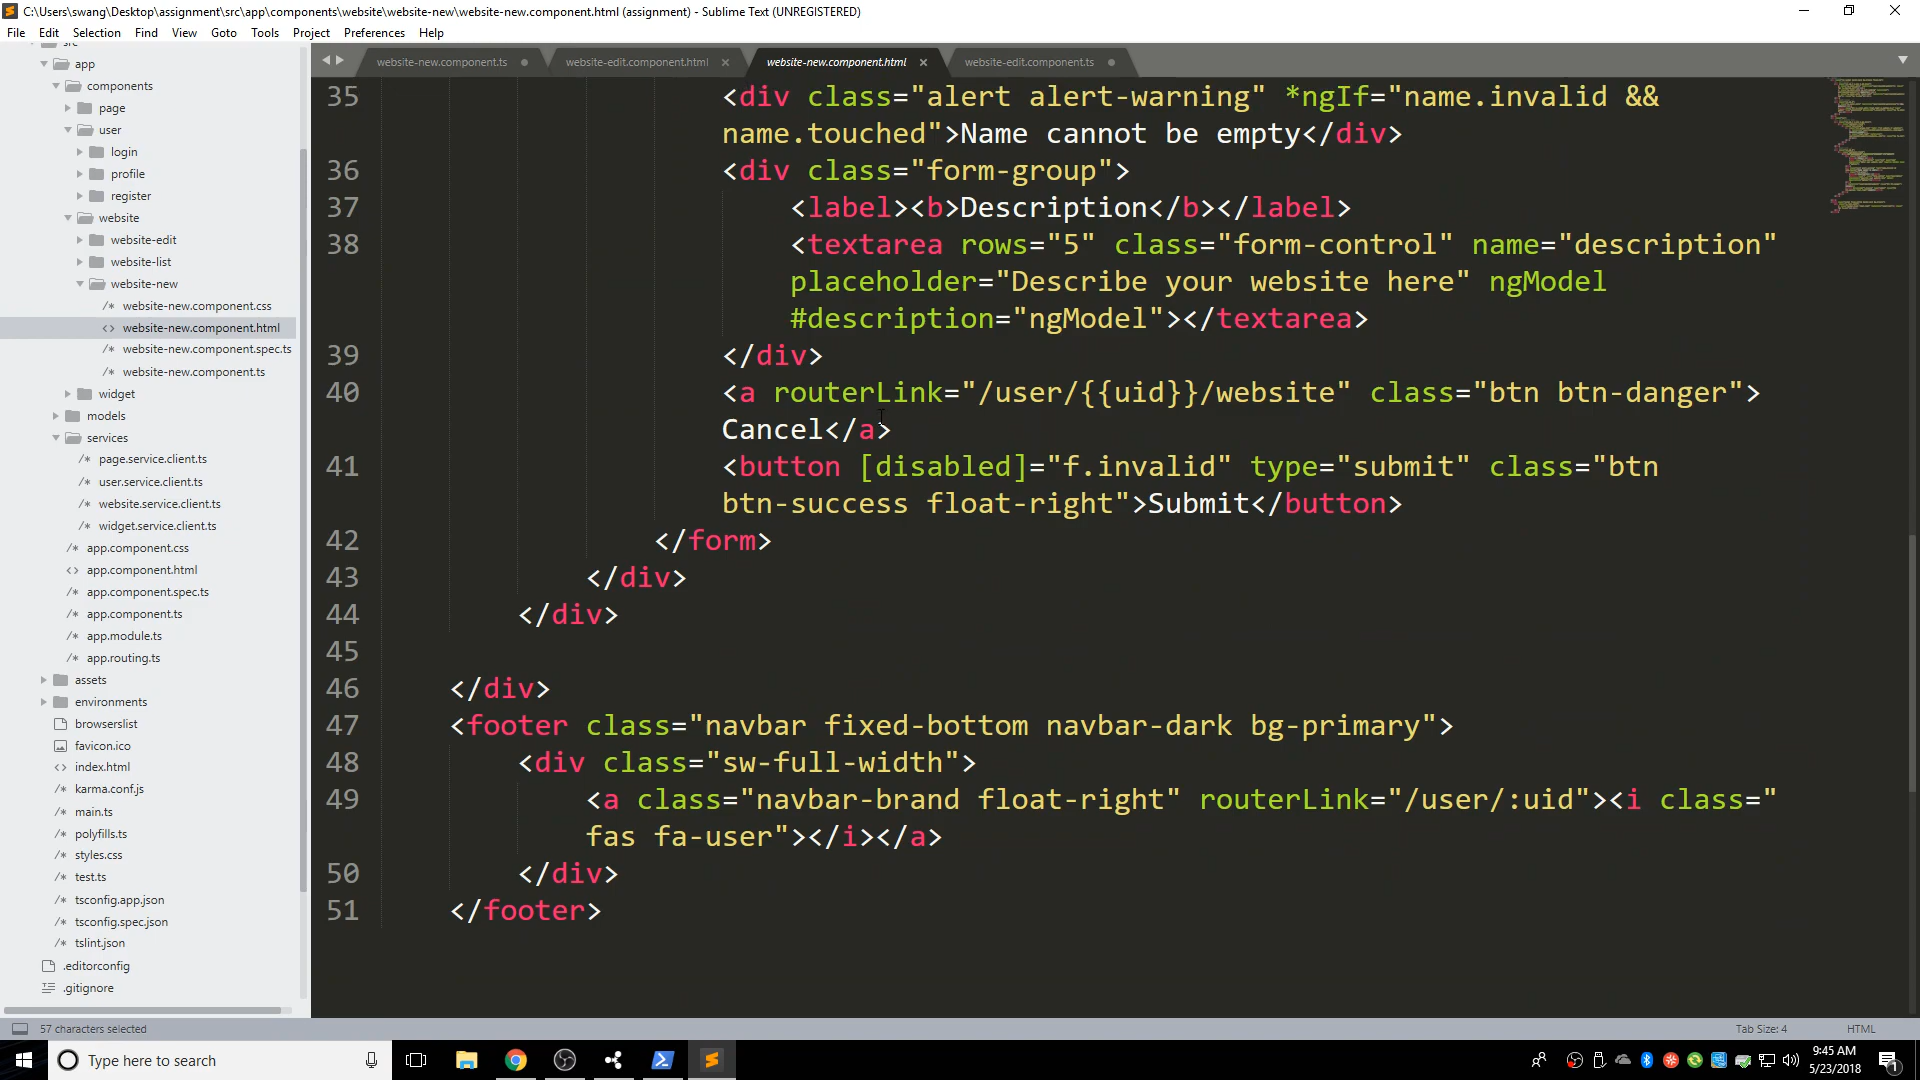 C:\Users\swang\Desktop\assignment\src\app\components\website\website-new\website-new.component.html (assignment) - Sublime Text (UNREGISTERED)
File Edit Selection Find View Goto Tools Project Preferences Help
website-new.component.ts website-edit.component.html website-new.component.html website-edit.component.ts
src
app
components
page
user
login
profile
register
website
website-edit
website-list
website-new
website-new.component.css
website-new.component.html
website-new.component.spec.ts
website-new.component.ts
widget
models
services
page.service.client.ts
user.service.client.ts
website.service.client.ts
widget.service.client.ts
app.component.css
app.component.html
app.component.spec.ts
app.component.ts
app.module.ts
app.routing.ts
assets
environments
browserslist
favicon.ico
index.html
karma.conf.js
main.ts
polyfills.ts
styles.css
test.ts
tsconfig.app.json
tsconfig.spec.json
tslint.json
.editorconfig
.gitignore
35 <div class="alert alert-warning" *ngIf="name.invalid &&
name.touched">Name cannot be empty</div>
36 <div class="form-group">
37 <label><b>Description</b></label>
38 <textarea rows="5" class="form-control" name="description"
placeholder="Describe your website here" ngModel
#description="ngModel"></textarea>
39 </div>
40 <a routerLink="/user/{{uid}}/website" class="btn btn-danger">
Cancel</a>
41 <button [disabled]="f.invalid" type="submit" class="btn
btn-success float-right">Submit</button>
42 </form>
43 </div>
44 </div>
45
46 </div>
47 <footer class="navbar fixed-bottom navbar-dark bg-primary">
48 <div class="sw-full-width">
49 <a class="navbar-brand float-right" routerLink="/user/:uid"><i class="
fas fa-user"></i></a>
50 </div>
51 </footer>
57 characters selected
Tab Size: 4 HTML
Type here to search
9:45 AM
5/23/2018
1